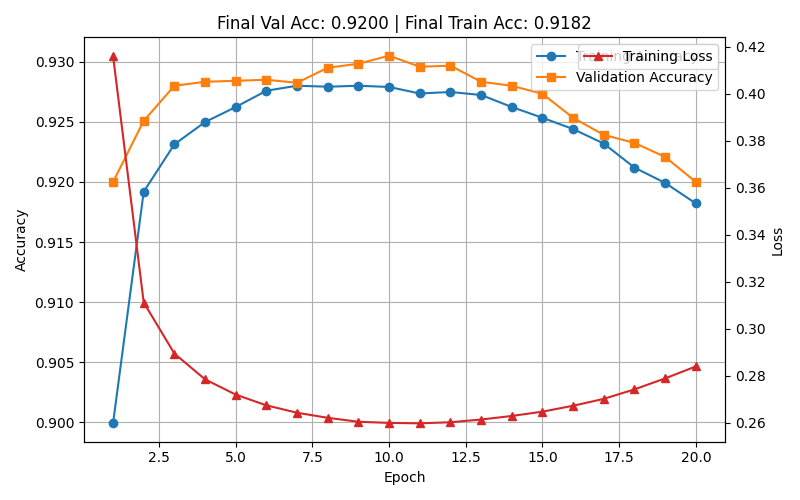 Final Val Acc: 0.9200 | Final Train Acc: 0.9182
Training Loss
Validation Accuracy
0.930
0.925
0.920
0.915
0.910
0.905
0.900
Accuracy
0.42
0.40
0.38
0.36
0.34
0.32
0.30
0.28
0.26
Loss
2.5 5.0 7.5 10.0 12.5 15.0 17.5 20.0
Epoch